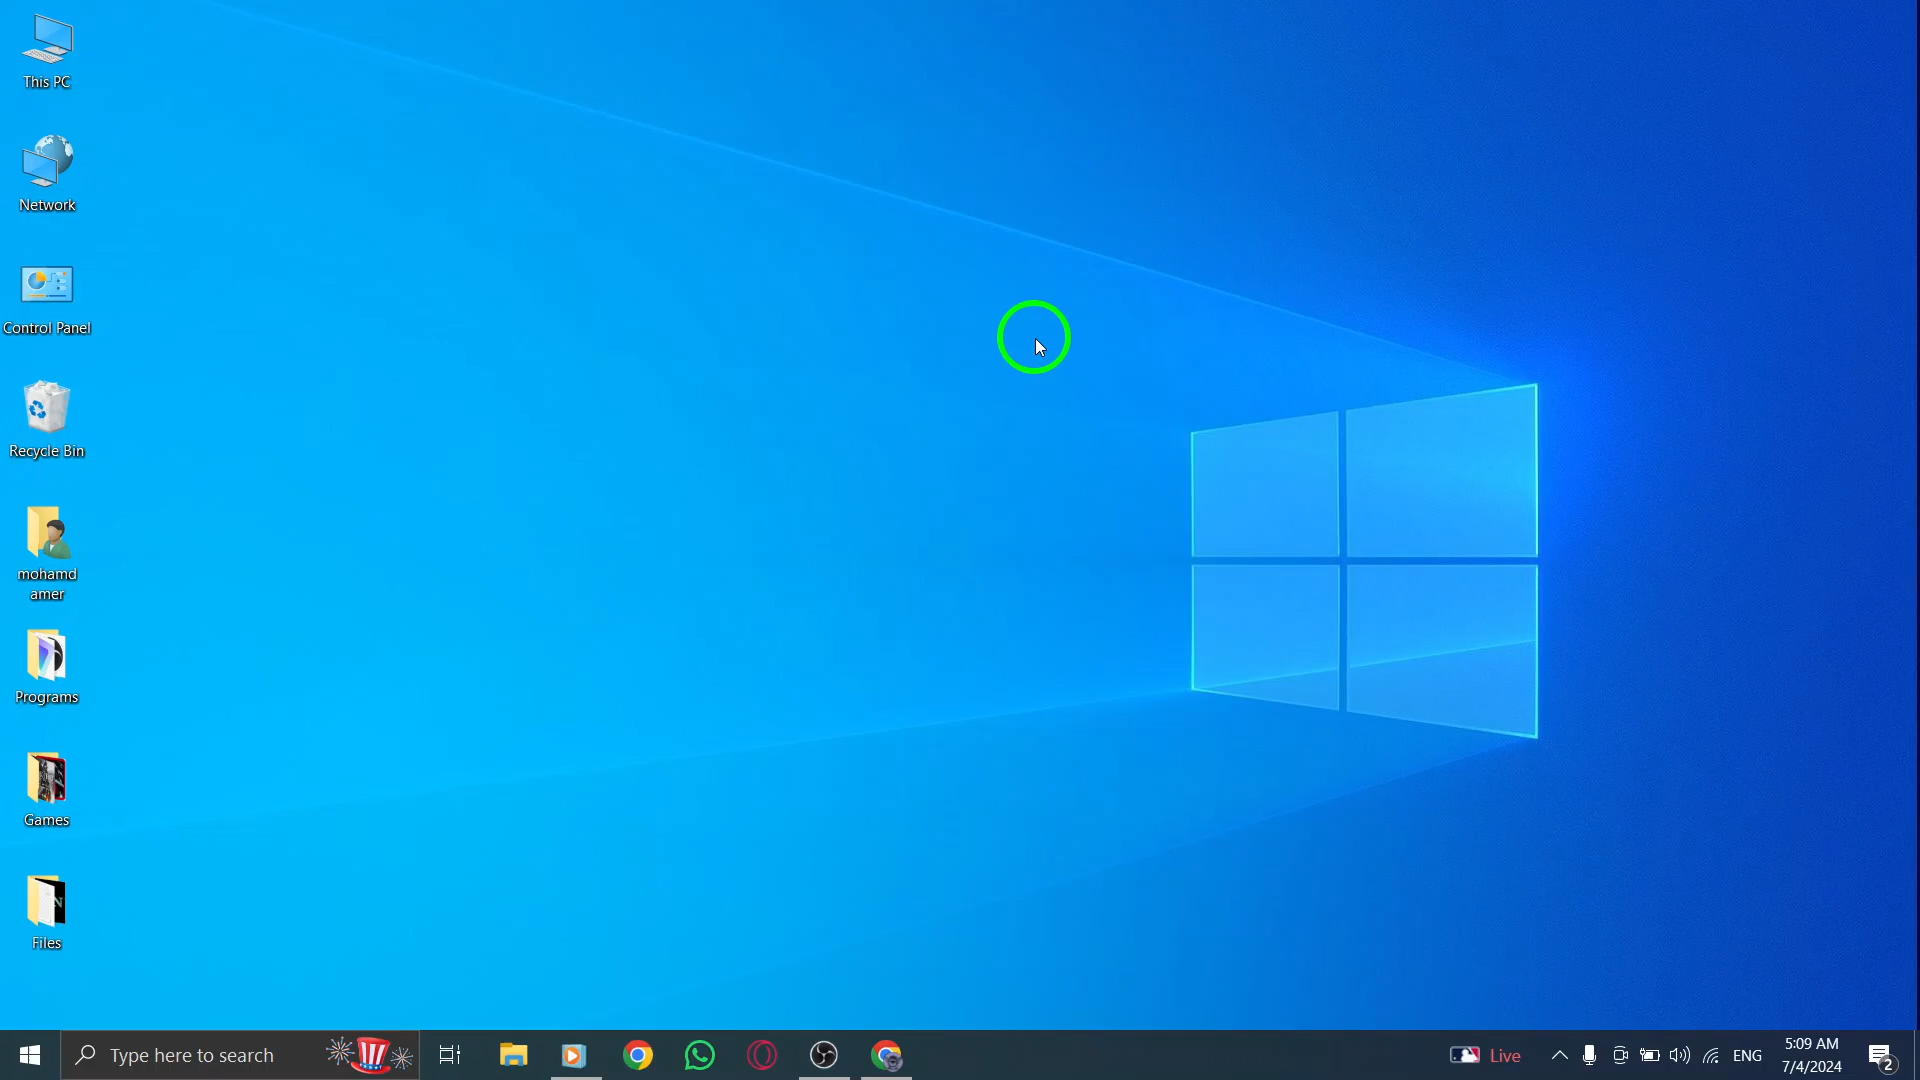 This PC
Network
Control Panel
Recycle Bin
mohamd
amer
Programs
Games
Files
Type here to search
Live
ENG
5:09 AM
7/4/2024
2